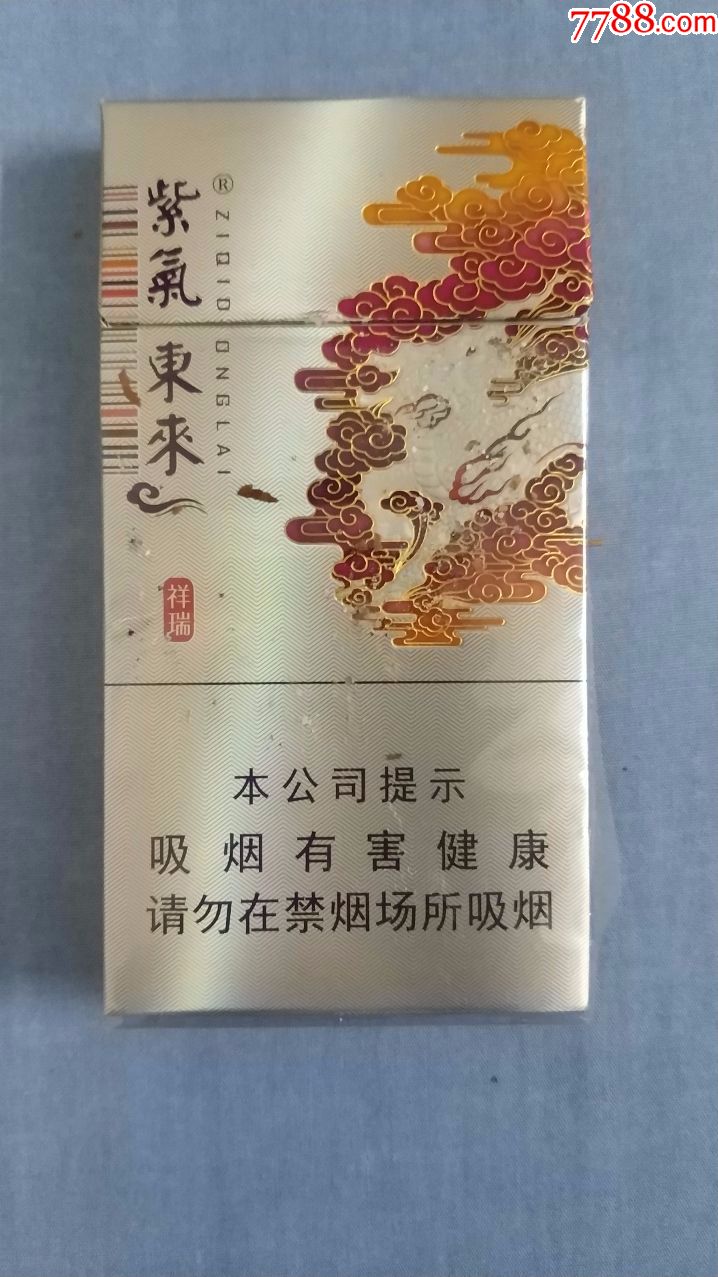 7788.com
紫氣東來
® ZIQIDONGLAI
祥瑞
本公司提示
吸烟有害健康
请勿在禁烟场所吸烟